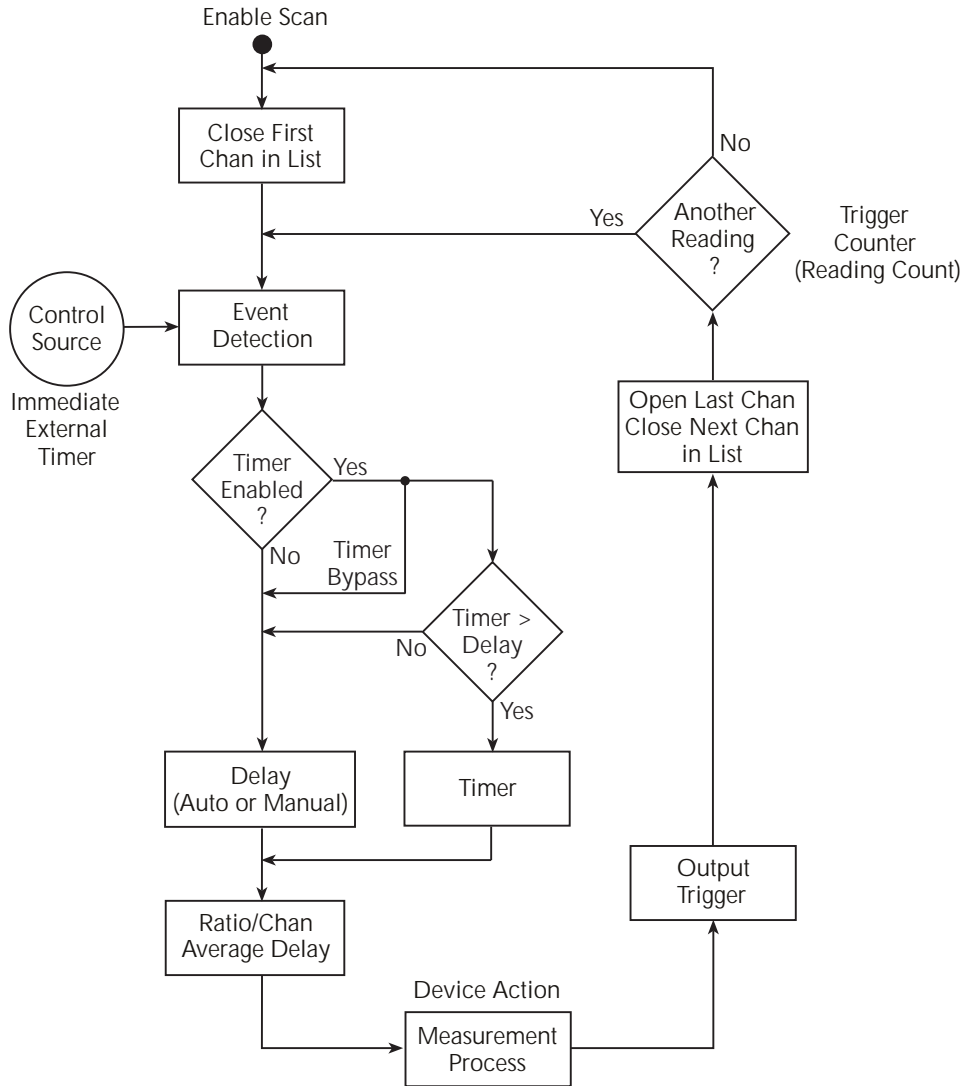 Enable Scan
Close First
Chan in List
No
Yes
Another
Reading
?
Trigger
Counter
(Reading Count)
Control
Source
Event
Detection
Immediate
External
Timer
Open Last Chan
Close Next Chan
in List
Timer
Enabled
?
Yes
No
Timer
Bypass
Timer >
Delay
?
No
Yes
Delay
(Auto or Manual)
Timer
Output
Trigger
Ratio/Chan
Average Delay
Device Action
Measurement
Process